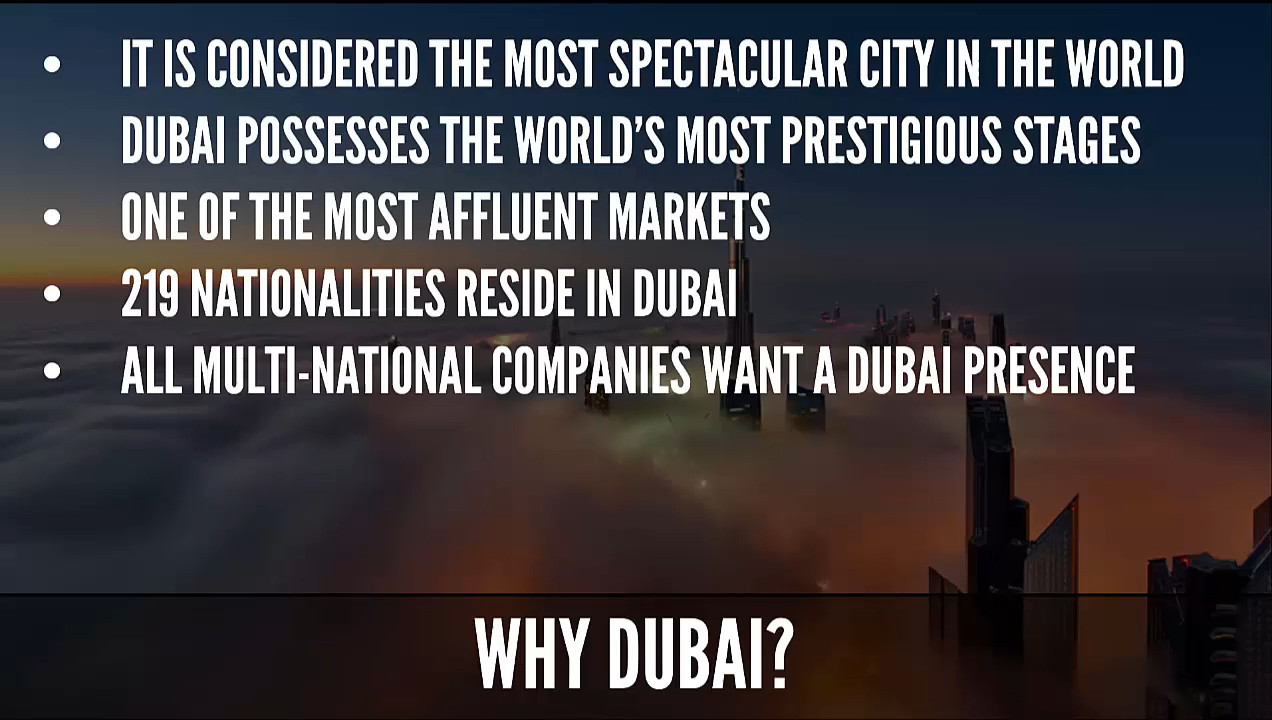 • IT IS CONSIDERED THE MOST SPECTACULAR CITY IN THE WORLD
• DUBAI POSSESSES THE WORLD’S MOST PRESTIGIOUS STAGES
• ONE OF THE MOST AFFLUENT MARKETS
• 219 NATIONALITIES RESIDE IN DUBAI
• ALL MULTI-NATIONAL COMPANIES WANT A DUBAI PRESENCE
WHY DUBAI?